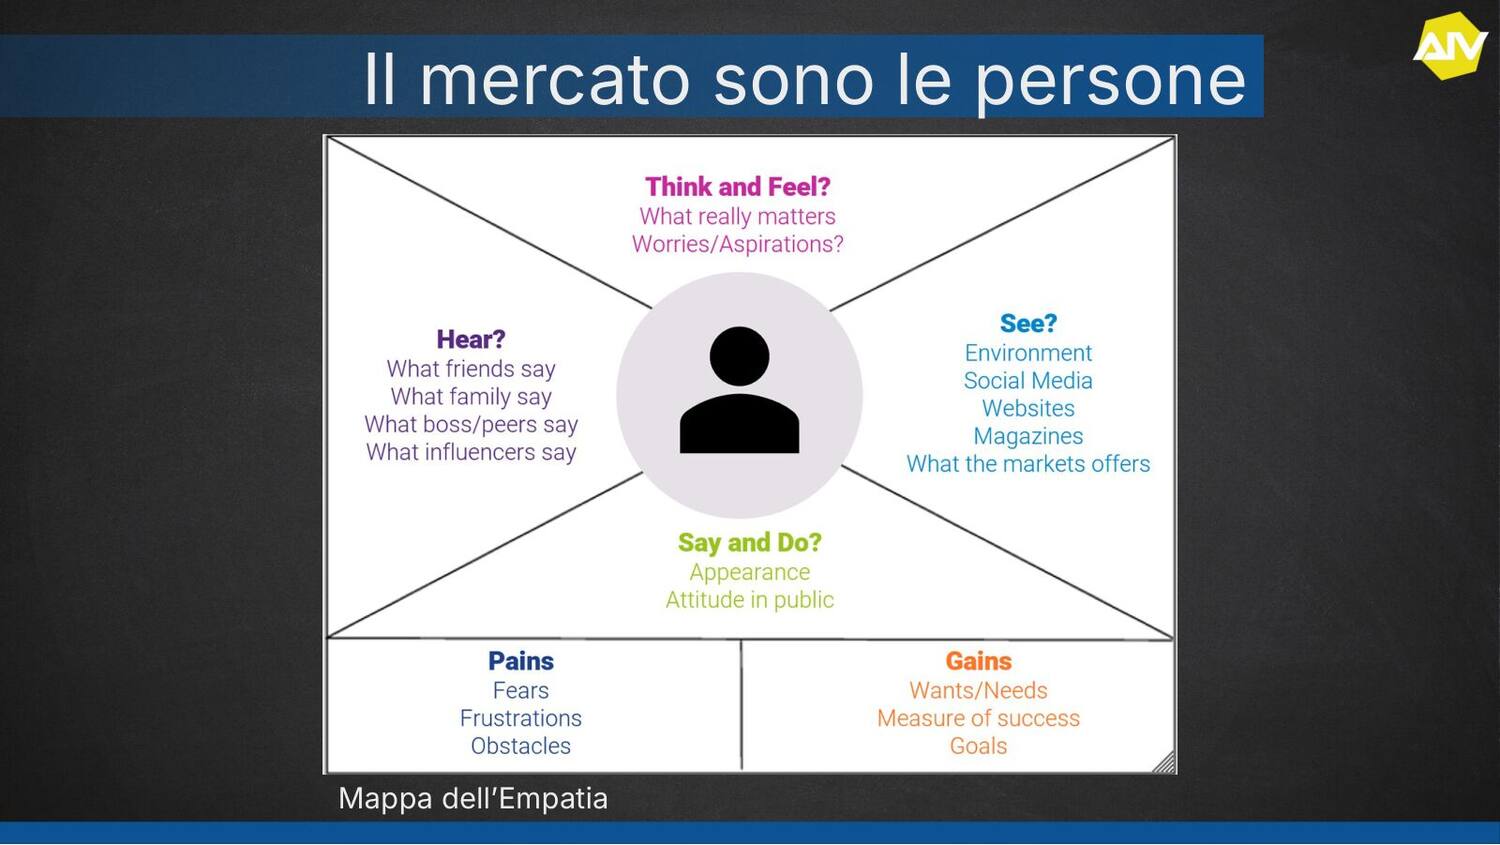 Il mercato sono le persone
AIV
Think and Feel?
What really matters
Worries/Aspirations?
Hear?
What friends say
What family say
What boss/peers say
What influencers say
See?
Environment
Social Media
Websites
Magazines
What the markets offers
Say and Do?
Appearance
Attitude in public
Pains
Fears
Frustrations
Obstacles
Gains
Wants/Needs
Measure of success
Goals
Mappa dell’Empatia